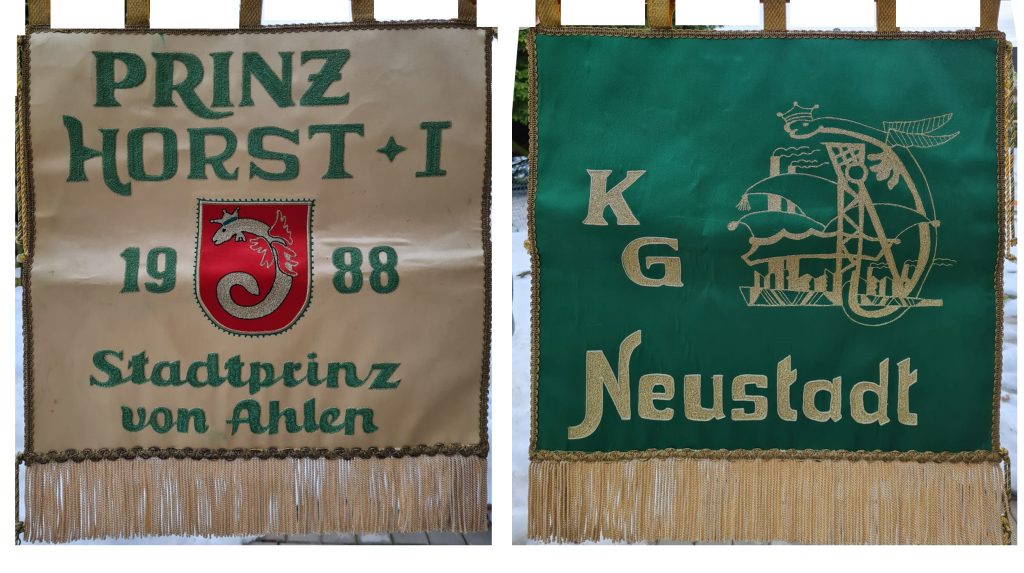 PRINZ
HORST ✦ I
19 88
Stadtprinz
von Ahlen
K
G
Neustadt